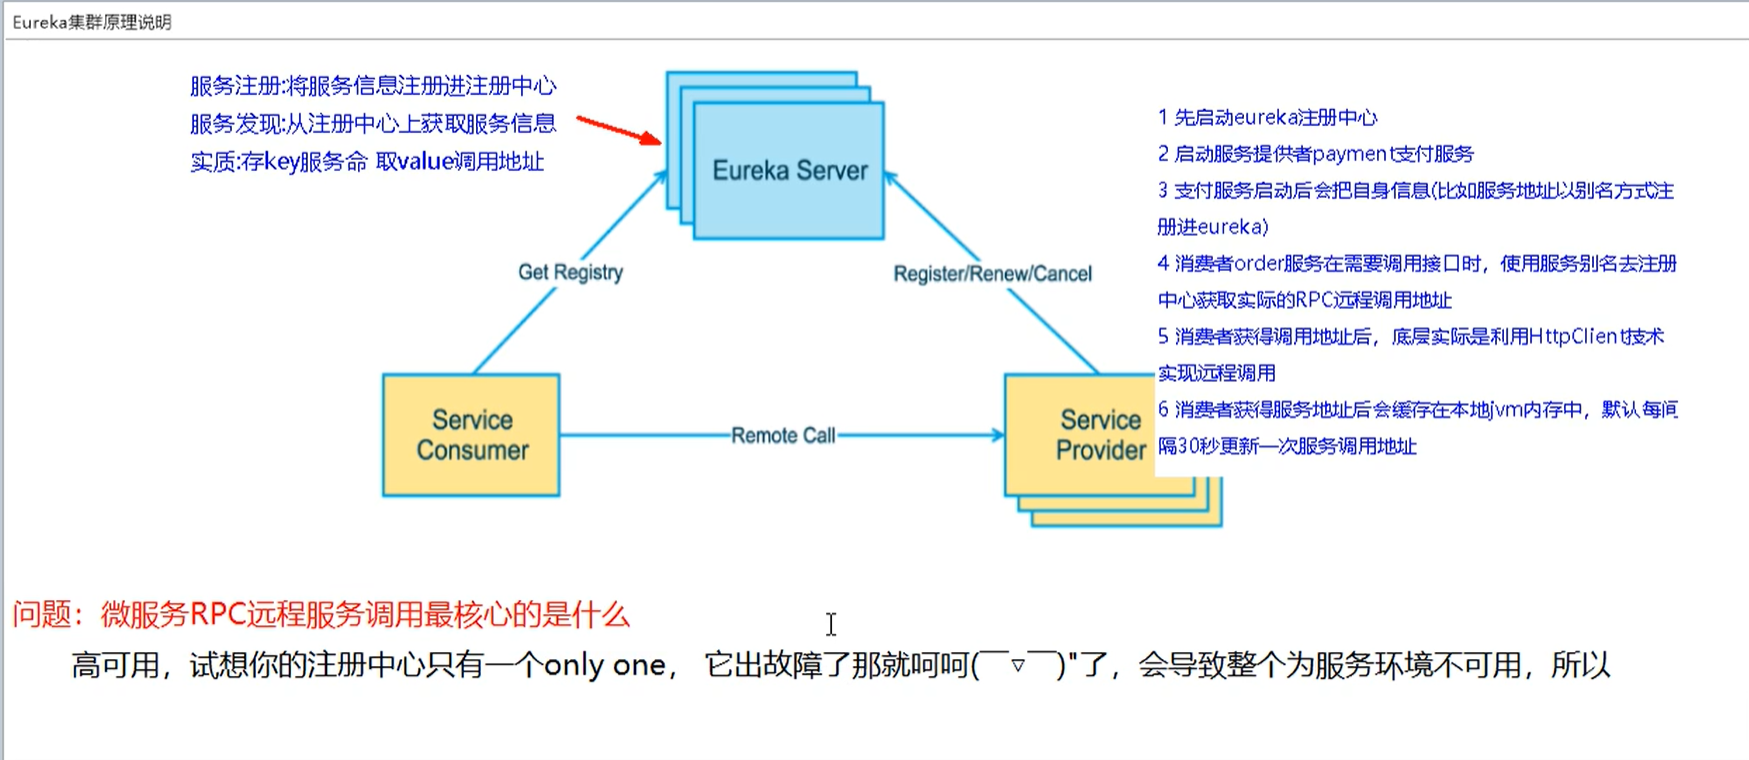 Eureka集群原理说明
服务注册:将服务信息注册进注册中心
服务发现:从注册中心上获取服务信息
实质:存key服务命 取value调用地址
Eureka Server
1 先启动eureka注册中心
2 启动服务提供者payment支付服务
3 支付服务启动后会把自身信息(比如服务地址以别名方式注
册进eureka)
4 消费者order服务在需要调用接口时，使用服务别名去注册
中心获取实际的RPC远程调用地址
5 消费者获得调用地址后，底层实际是利用HttpClient技术
实现远程调用
6 消费者获得服务地址后会缓存在本地jvm内存中，默认每间
隔30秒更新一次服务调用地址
Get Registry
Register/Renew/Cancel
Service
Consumer
Remote Call
Service
Provider
问题：微服务RPC远程服务调用最核心的是什么
高可用，试想你的注册中心只有一个only one， 它出故障了那就呵呵(￣▽￣)"了，会导致整个为服务环境不可用，所以